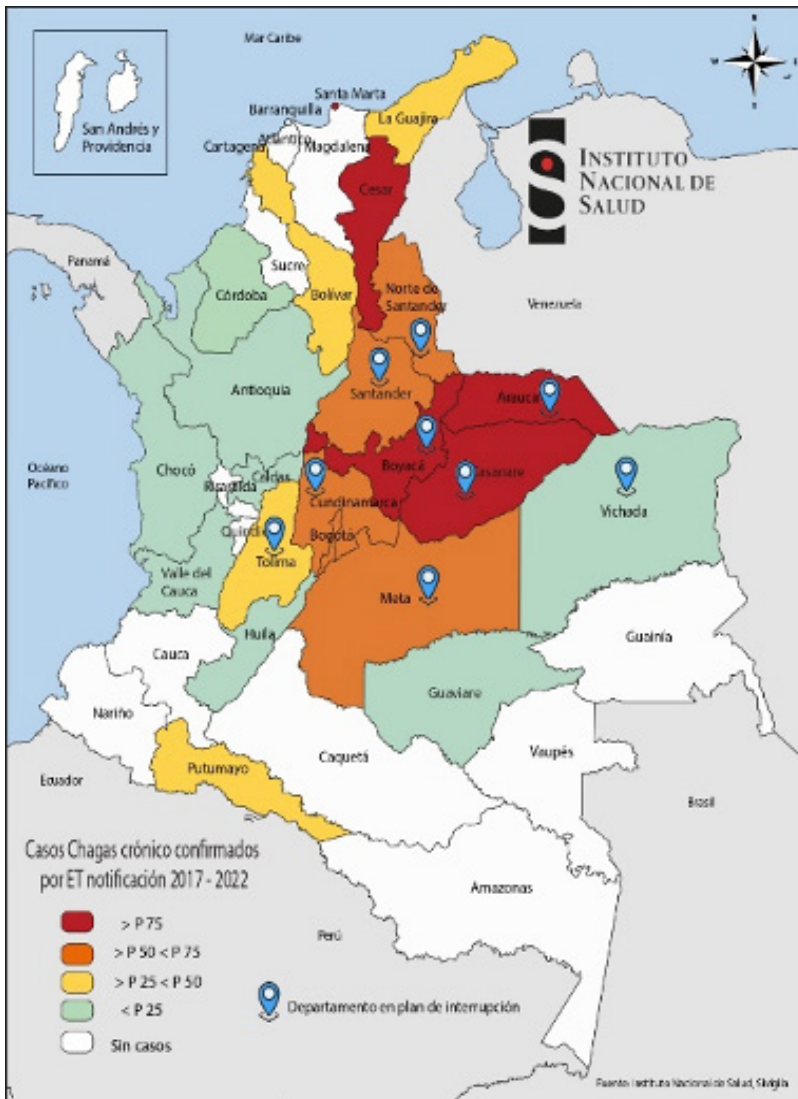 Mar Caribe
San Andrés y
Providencia
Santa Marta
Barranquilla
Atlántico
Cartagena
Magdalena
La Guajira
Cesar
INSTITUTO
NACIONAL DE
SALUD
Panamá
Sucre
Córdoba
Bolívar
Norte de
Santander
Venezuela
Antioquia
Santander
Arauca
Océano
Pacífico
Chocó
Caldas
Risaralda
Boyacá
Casanare
Cundinamarca
Vichada
Quindío
Bogotá
Tolima
Valle del
Cauca
Meta
Huila
Cauca
Guainía
Guaviare
Nariño
Caquetá
Vaupés
Putumayo
Ecuador
Brasil
Casos Chagas crónico confirmados
por ET notificación 2017 - 2022
Amazonas
> P 75
Perú
> P 50 < P 75
> P 25 < P 50
< P 25
Departamento en plan de interrupción
Sin casos
Fuente: Instituto Nacional de Salud, Sivigila